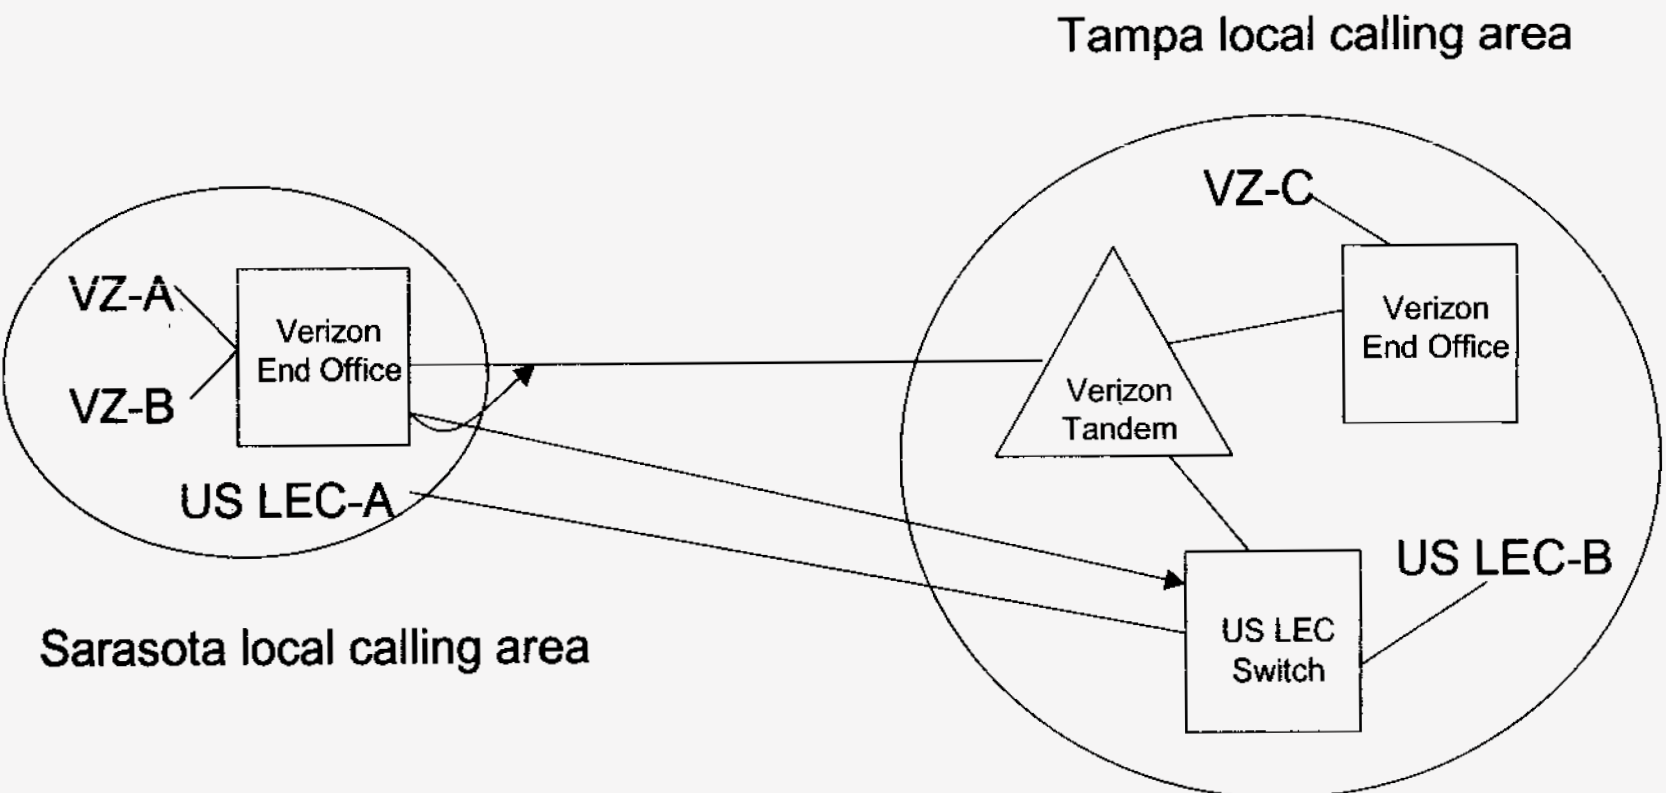 Tampa local calling area
VZ-C
VZ-A
Verizon
End Office
VZ-B
US LEC-A
Verizon
Tandem
Verizon
End Office
US LEC-B
US LEC
Switch
Sarasota local calling area